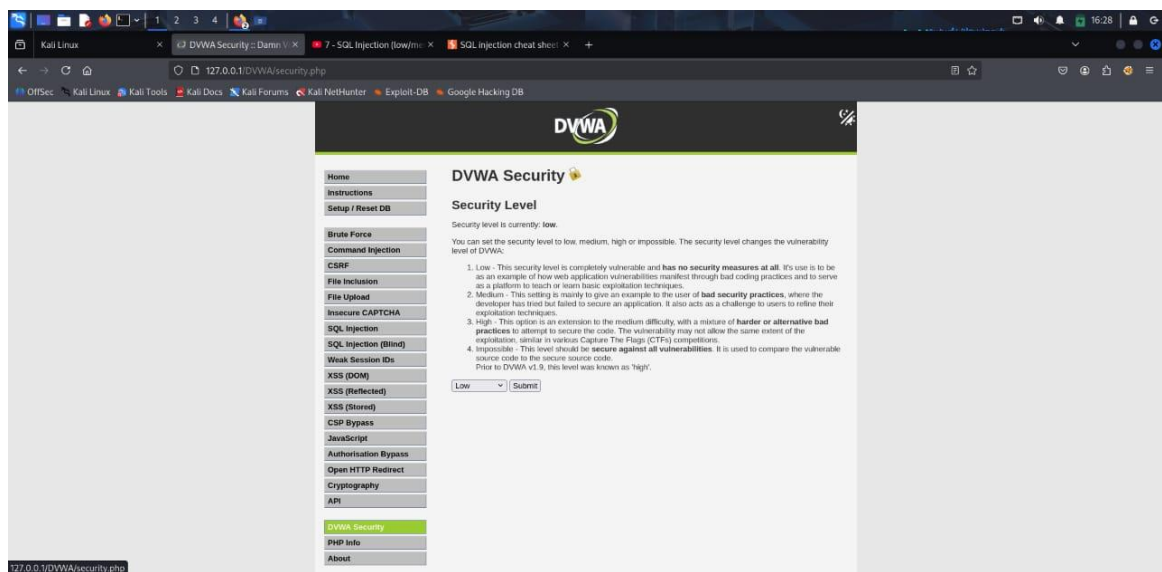 1 2 3 4 16:28
Kali Linux DVWA Security :: Damn V 7 - SQL Injection (low/me SQL injection cheat sheet
127.0.0.1/DVWA/security.php
OffSec Kali Linux Kali Tools Kali Docs Kali Forums Kali NetHunter Exploit-DB Google Hacking DB
DVWA
Home
Instructions
Setup / Reset DB
Brute Force
Command Injection
CSRF
File Inclusion
File Upload
Insecure CAPTCHA
SQL Injection
SQL Injection (Blind)
Weak Session IDs
XSS (DOM)
XSS (Reflected)
XSS (Stored)
CSP Bypass
JavaScript
Authorisation Bypass
Open HTTP Redirect
Cryptography
API
DVWA Security
PHP Info
About
DVWA Security
Security Level
Security level is currently: low.
You can set the security level to low, medium, high or impossible. The security level changes the vulnerability
level of DVWA:
1. Low - This security level is completely vulnerable and has no security measures at all. It's use is to be
as an example of how web application vulnerabilities manifest through bad coding practices and to serve
as a platform to teach or learn basic exploitation techniques.
2. Medium - This setting is mainly to give an example to the user of bad security practices, where the
developer has tried but failed to secure an application. It also acts as a challenge to users to refine their
exploitation techniques.
3. High - This option is an extension to the medium difficulty, with a mixture of harder or alternative bad
practices to attempt to secure the code. The vulnerability may not allow the same extent of the
exploitation, similar in various Capture The Flags (CTFs) competitions.
4. Impossible - This level should be secure against all vulnerabilities. It is used to compare the vulnerable
source code to the secure source code.
Prior to DVWA v1.9, this level was known as 'high'.
Low Submit
127.0.0.1/DVWA/security.php